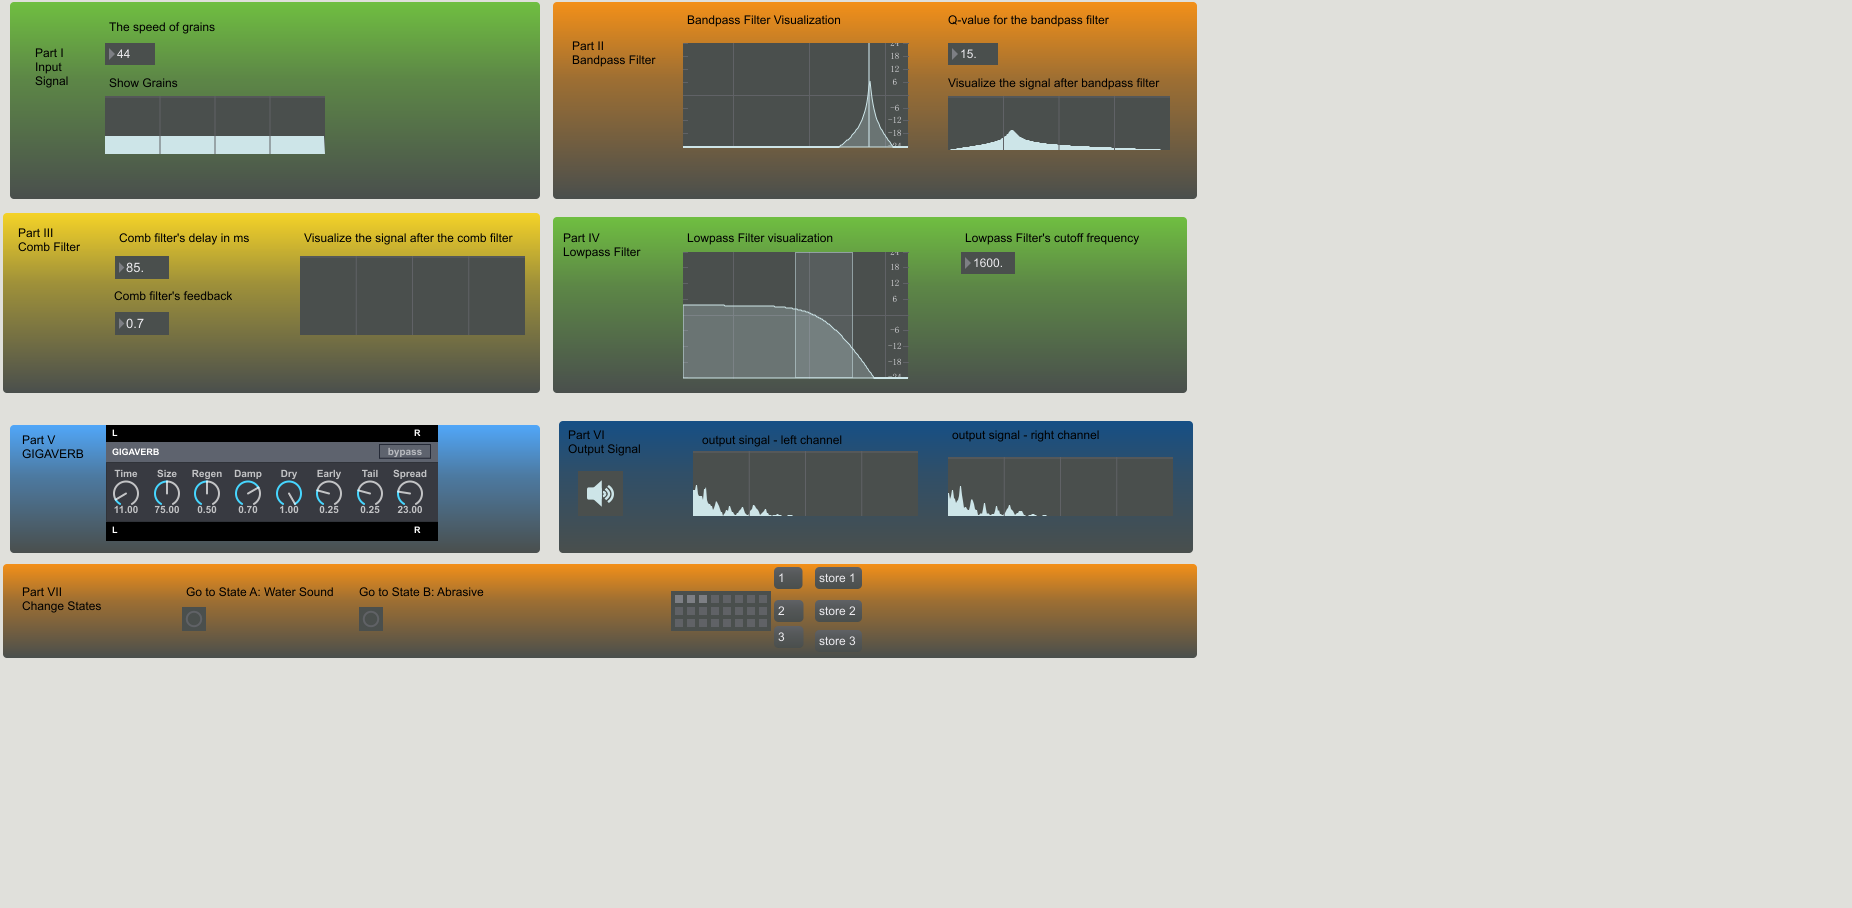 The speed of grains
Part I
Input
Signal
44
Show Grains
Bandpass Filter Visualization
Part II
Bandpass Filter
24
18
12
6
-6
-12
-18
-24
Q-value for the bandpass filter
15.
Visualize the signal after bandpass filter
Part III
Comb Filter
Comb filter's delay in ms
85.
Comb filter's feedback
0.7
Visualize the signal after the comb filter
Part IV
Lowpass Filter
Lowpass Filter visualization
24
18
12
6
-6
-12
-18
-24
Lowpass Filter's cutoff frequency
1600.
Part V
GIGAVERB
L R
GIGAVERB bypass
Time Size Regen Damp Dry Early Tail Spread
11.00 75.00 0.50 0.70 1.00 0.25 0.25 23.00
L R
Part VI
Output Signal
output singal - left channel
output signal - right channel
Part VII
Change States
Go to State A: Water Sound
Go to State B: Abrasive
1 store 1
2 store 2
3 store 3